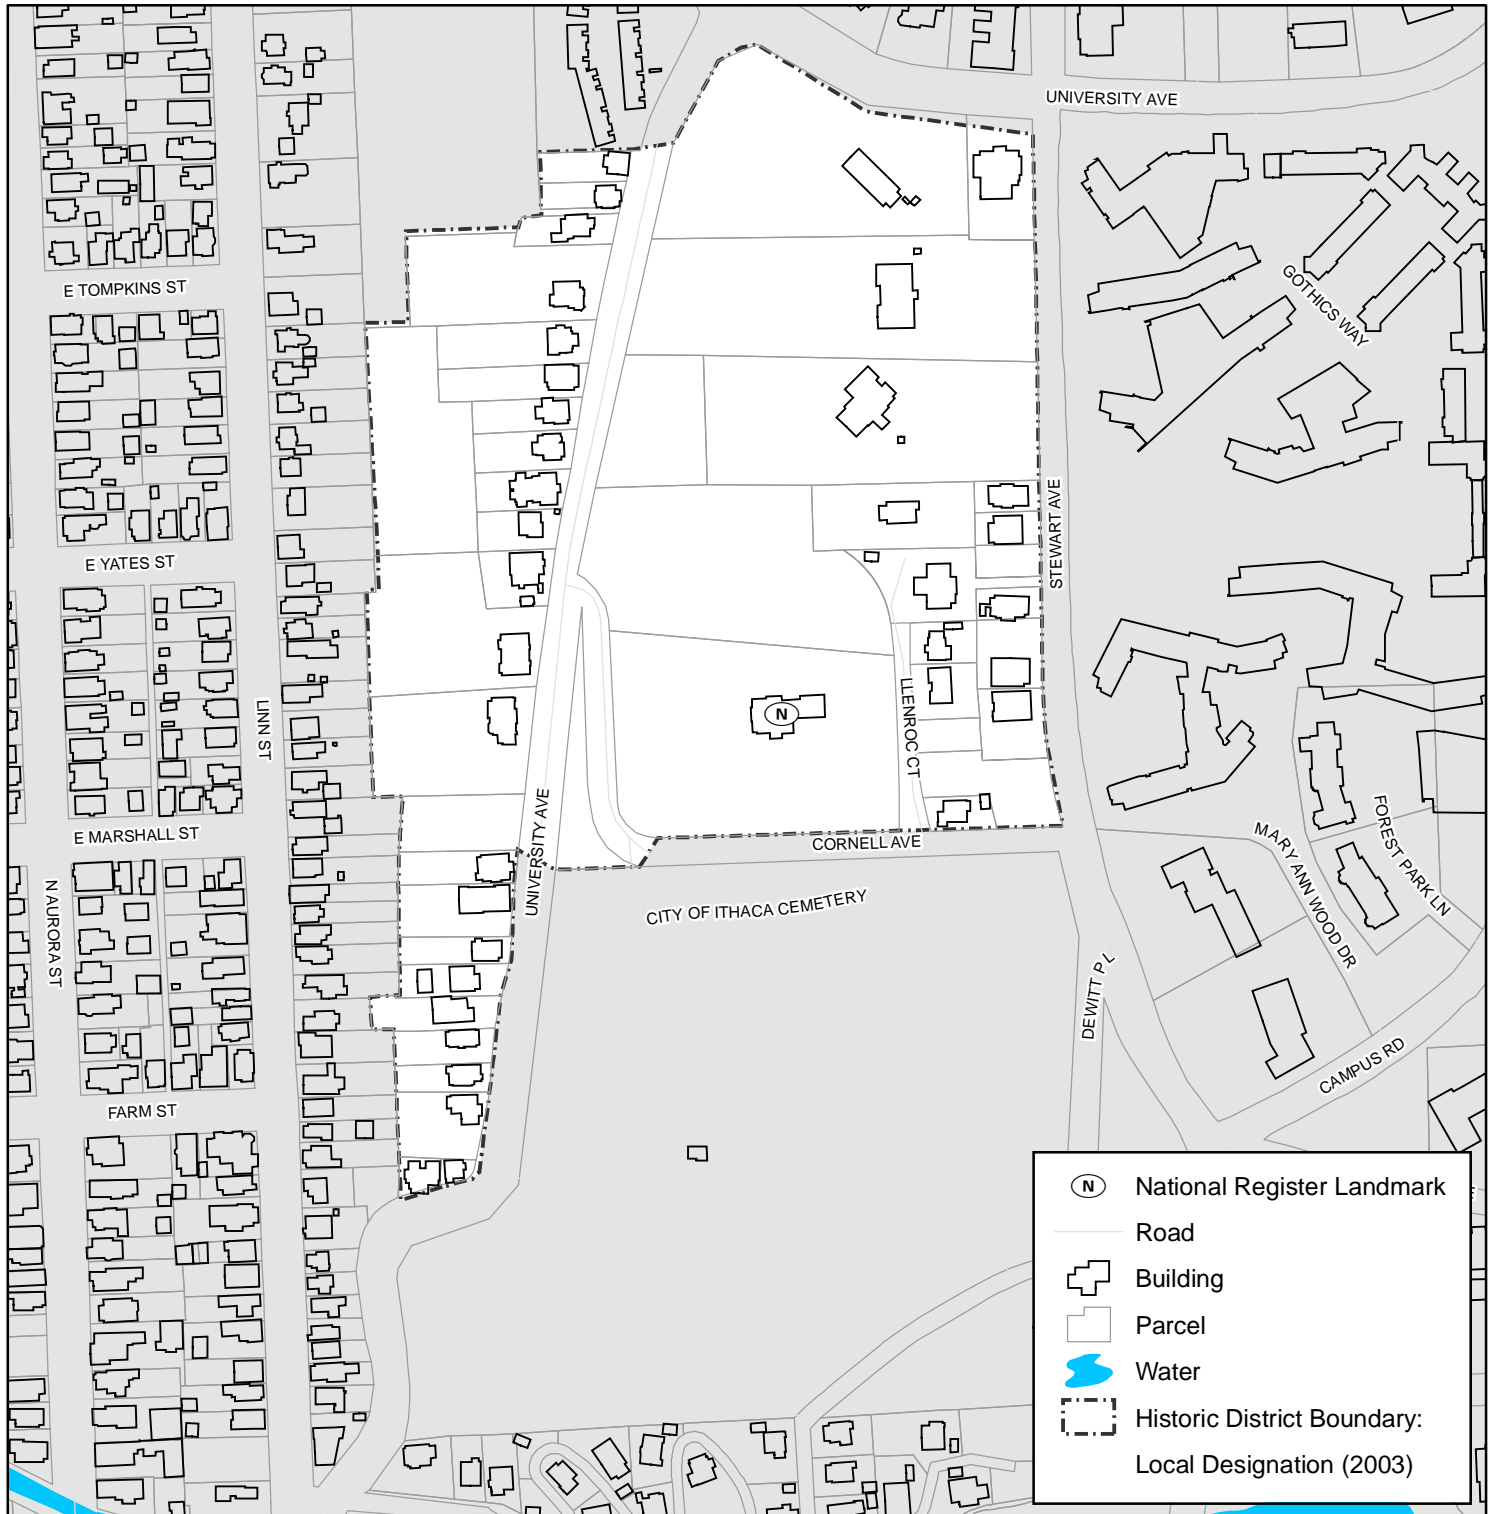 UNIVERSITY AVE
E TOMPKINS ST
GOTHICS WAY
STEWART AVE
E YATES ST
LINN ST
LLENROC CT
N
UNIVERSITY AVE
E MARSHALL ST
CORNELL AVE
MARY ANN WOOD DR
FOREST PARK LN
N AURORA ST
CITY OF ITHACA CEMETERY
DEWITT PL
CAMPUS RD
FARM ST
N National Register Landmark
Road
Building
Parcel
Water
Historic District Boundary:
Local Designation (2003)